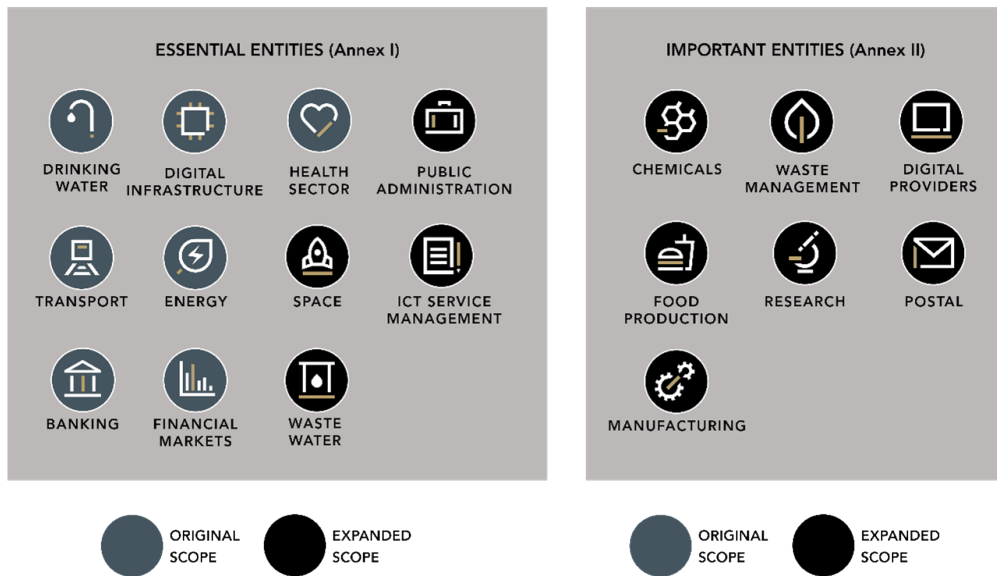 ESSENTIAL ENTITIES (Annex I)
DRINKING
WATER
DIGITAL
INFRASTRUCTURE
HEALTH
SECTOR
PUBLIC
ADMINISTRATION
TRANSPORT
ENERGY
SPACE
ICT SERVICE
MANAGEMENT
BANKING
FINANCIAL
MARKETS
WASTE
WATER
ORIGINAL
SCOPE
EXPANDED
SCOPE
IMPORTANT ENTITIES (Annex II)
CHEMICALS
WASTE
MANAGEMENT
DIGITAL
PROVIDERS
FOOD
PRODUCTION
RESEARCH
POSTAL
MANUFACTURING
ORIGINAL
SCOPE
EXPANDED
SCOPE